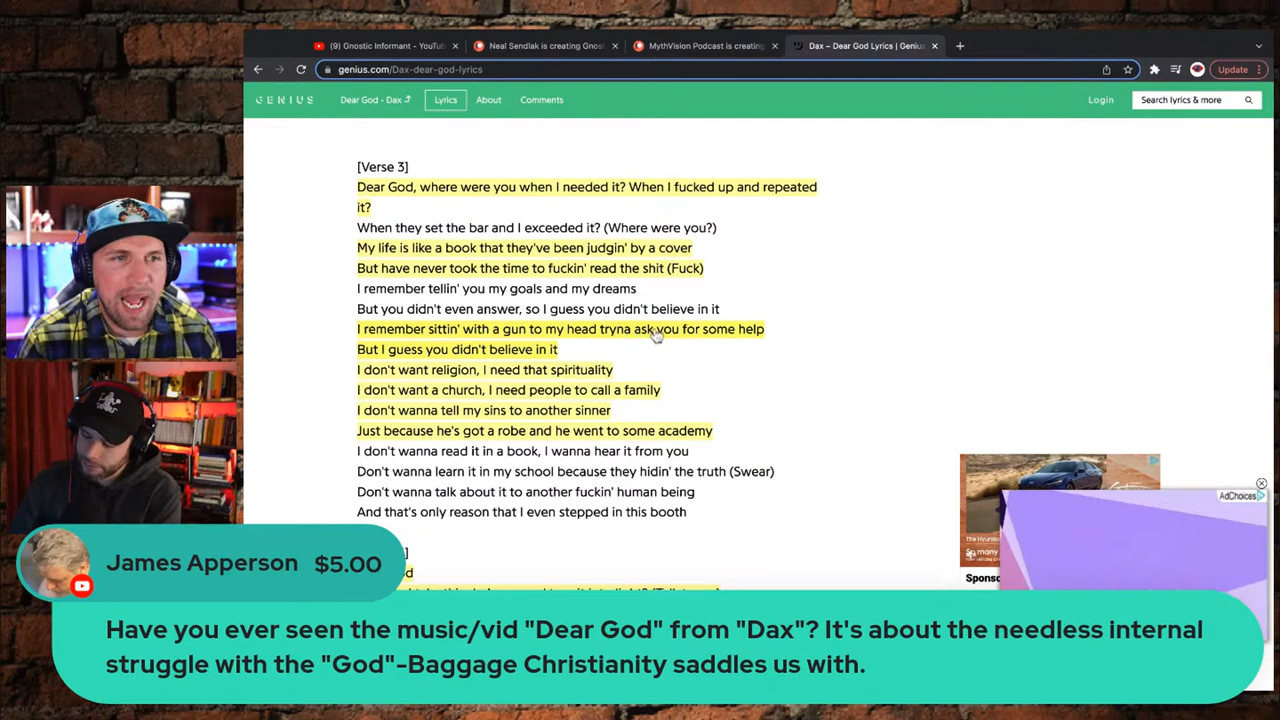 (9) Gnostic Informant - YouTub
Neal Sendlak is creating Gnost
MythVision Podcast is creating
Dax – Dear God Lyrics | Genius
genius.com/Dax-dear-god-lyrics
Update
GENIUS
Dear God - Dax
Lyrics
About
Comments
Login
Search lyrics & more
[Verse 3]
Dear God, where were you when I needed it? When I fucked up and repeated
it?
When they set the bar and I exceeded it? (Where were you?)
My life is like a book that they've been judgin' by a cover
But have never took the time to fuckin' read the shit (Fuck)
I remember tellin' you my goals and my dreams
But you didn't even answer, so I guess you didn't believe in it
I remember sittin' with a gun to my head tryna ask you for some help
But I guess you didn't believe in it
I don't want religion, I need that spirituality
I don't want a church, I need people to call a family
I don't wanna tell my sins to another sinner
Just because he's got a robe and he went to some academy
I don't wanna read it in a book, I wanna hear it from you
Don't wanna learn it in my school because they hidin' the truth (Swear)
Don't wanna talk about it to another fuckin' human being
And that's only reason that I even stepped in this booth
AdChoices
The Hyun
So many
Sponso
James Apperson $5.00
Have you ever seen the music/vid "Dear God" from "Dax"? It's about the needless internal
struggle with the "God"-Baggage Christianity saddles us with.